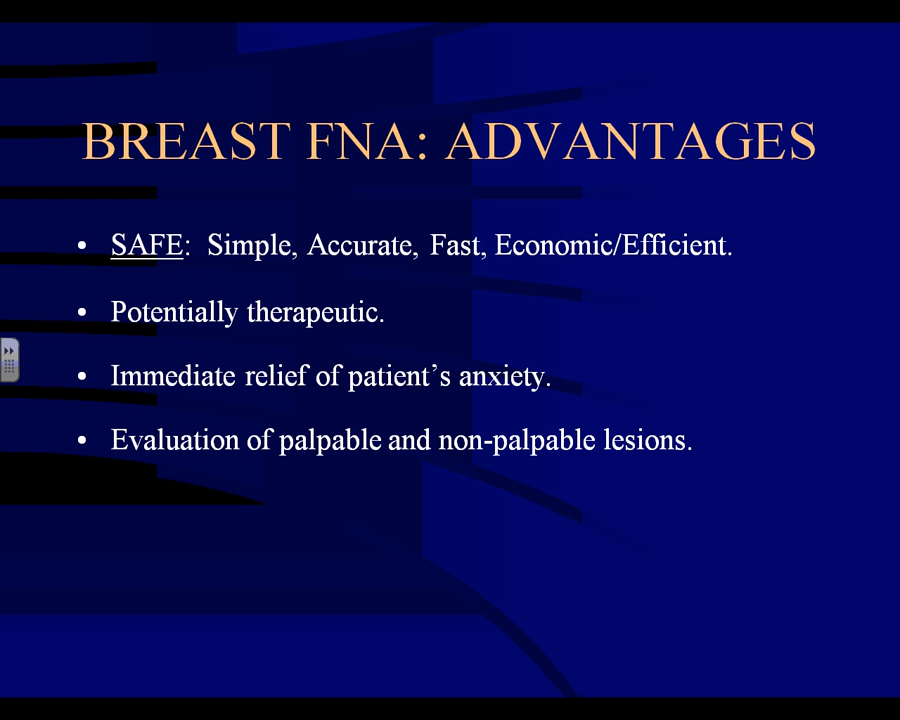 BREAST FNA: ADVANTAGES
• SAFE: Simple, Accurate, Fast, Economic/Efficient.
• Potentially therapeutic.
• Immediate relief of patient's anxiety.
• Evaluation of palpable and non-palpable lesions.